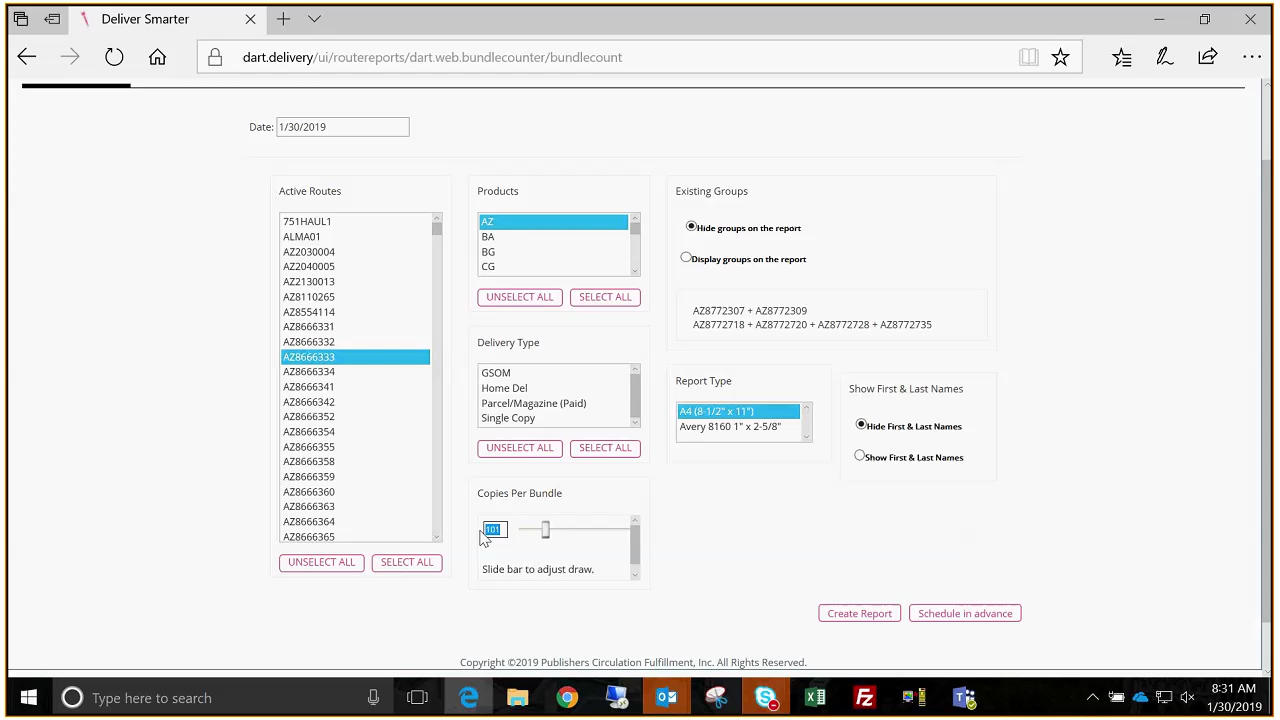 Deliver Smarter
dart.delivery/ui/routereports/dart.web.bundlecounter/bundlecount
Date: 1/30/2019
Active Routes
751HAUL1
ALMA01
AZ2030004
AZ2040005
AZ2130013
AZ8110265
AZ8554114
AZ8666331
AZ8666332
AZ8666333
AZ8666334
AZ8666341
AZ8666342
AZ8666352
AZ8666354
AZ8666355
AZ8666358
AZ8666359
AZ8666360
AZ8666363
AZ8666364
AZ8666365
UNSELECT ALL SELECT ALL
Products
AZ
BA
BG
CG
UNSELECT ALL SELECT ALL
Delivery Type
GSOM
Home Del
Parcel/Magazine (Paid)
Single Copy
UNSELECT ALL SELECT ALL
Copies Per Bundle
101
Slide bar to adjust draw.
Existing Groups
Hide groups on the report
Display groups on the report
AZ8772307 + AZ8772309
AZ8772718 + AZ8772720 + AZ8772728 + AZ8772735
Report Type
A4 (8-1/2" x 11")
Avery 8160 1" x 2-5/8"
Show First & Last Names
Hide First & Last Names
Show First & Last Names
Create Report Schedule in advance
Copyright ©2019 Publishers Circulation Fulfillment, Inc. All Rights Reserved.
Type here to search
8:31 AM
1/30/2019